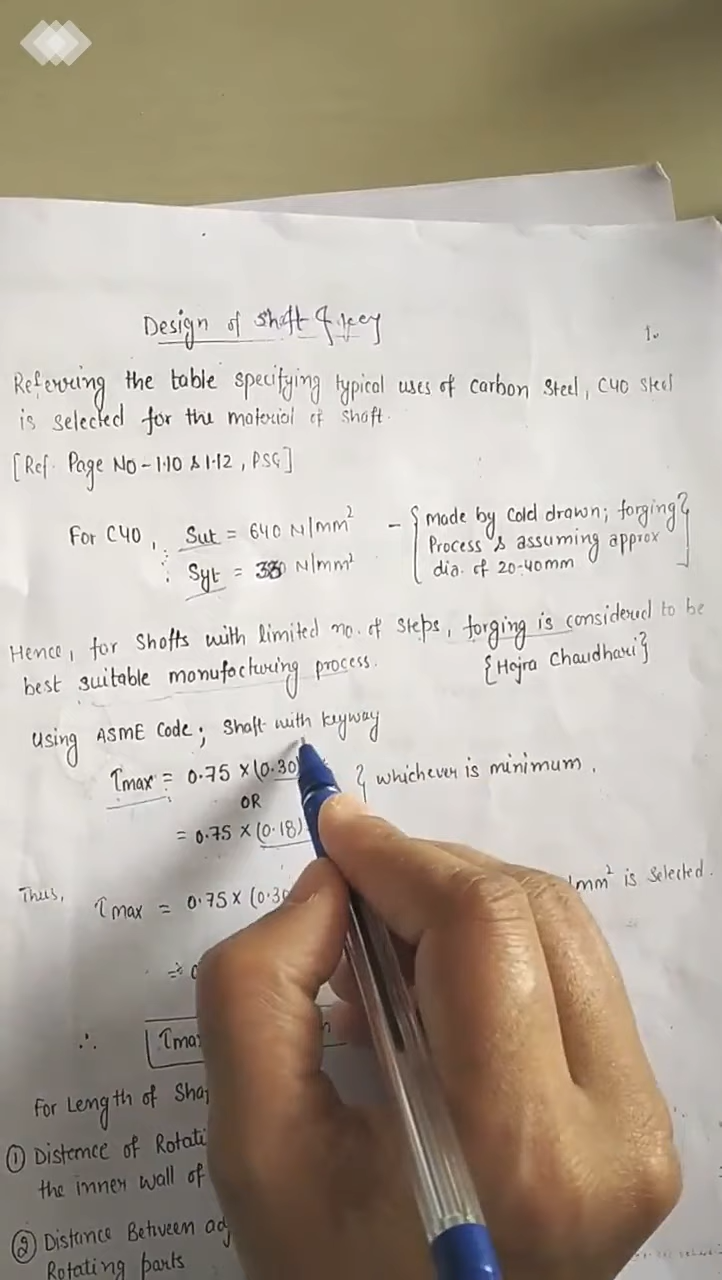 Design of Shaft & key
1.
Referring the table specifying typical uses of carbon steel, C40 steel
is selected for the material of shaft.
[Ref. Page No - 1.10 & 1.12, PSG]
For C40, Sut = 640 N/mm² - { made by cold drawn; forging }
: Syt = 380 N/mm² Process & assuming approx
dia. of 20-40mm
Hence, for shafts with limited no. of steps, forging is considered to be
best suitable manufacturing process. {Hajra Chaudhari}
Using ASME Code; Shaft with keyway
τmax = 0.75 × (0.30) } whichever is minimum.
OR
= 0.75 × (0.18)
Thus, τmax = 0.75 × (0.30 /mm² is selected.
∴ τma
For Length of Sha
① Distance of Rotati
the inner wall of
② Distance Between adj
Rotating parts